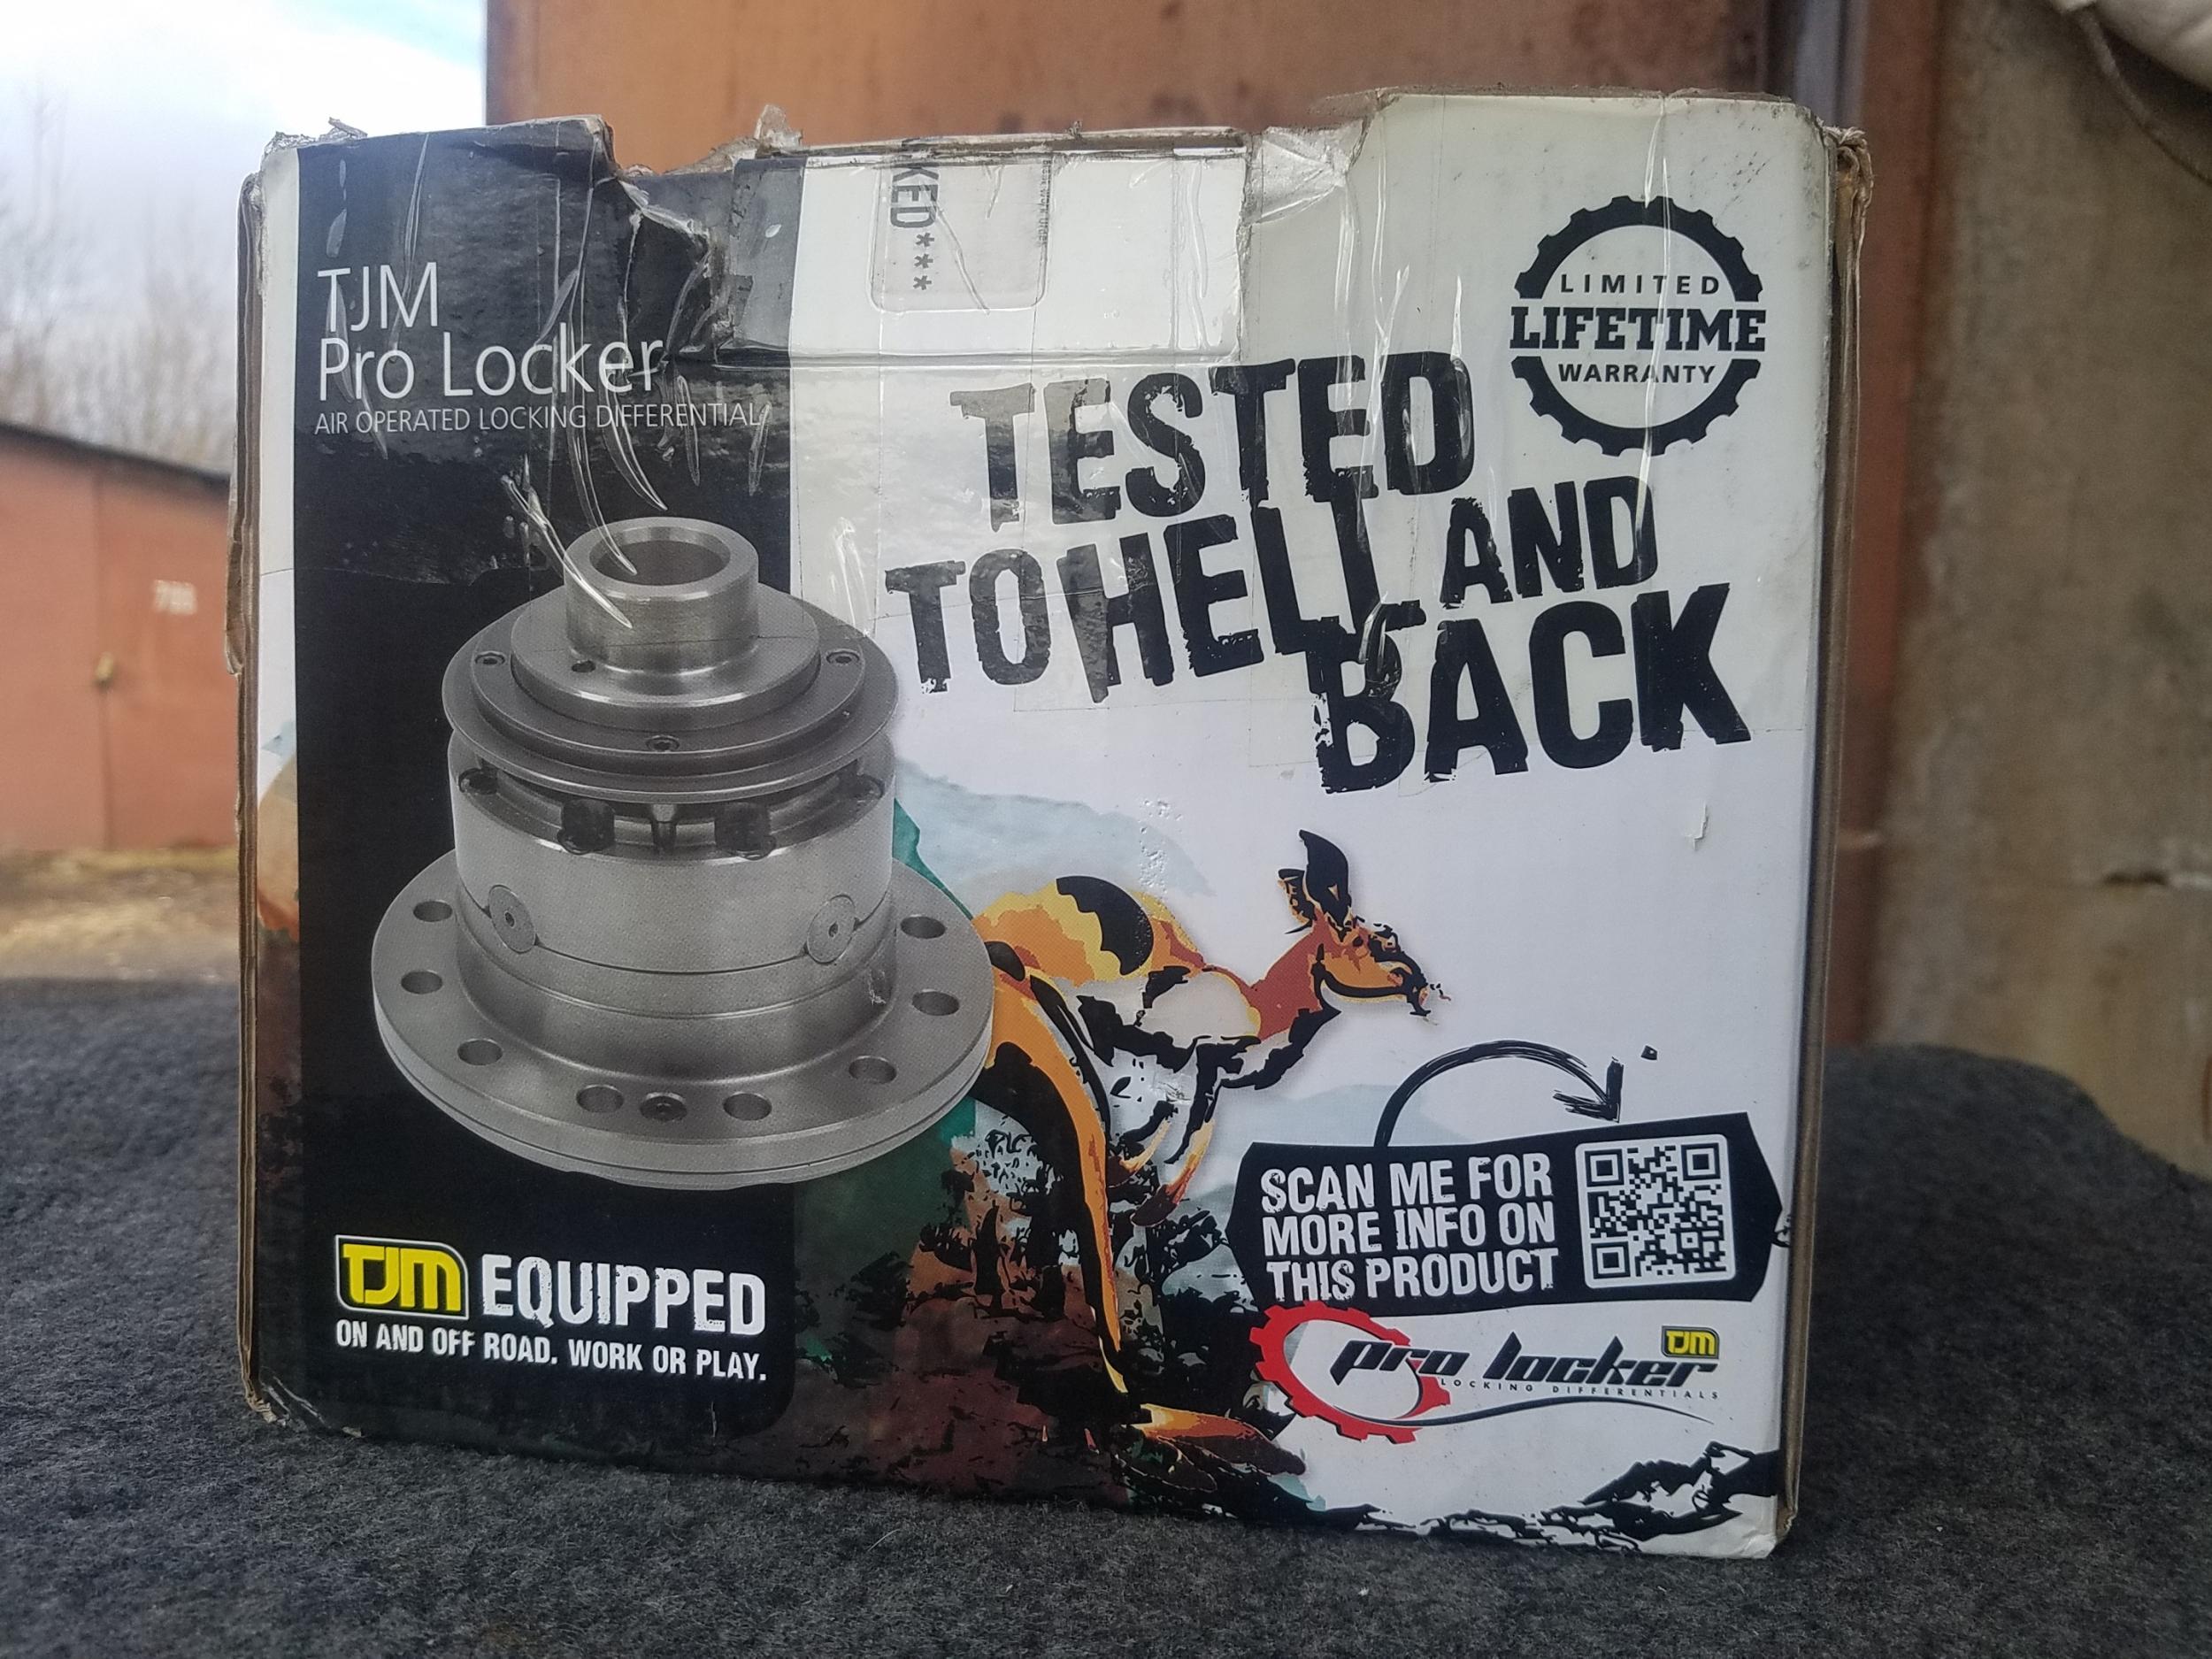 TJM
Pro Locker
AIR OPERATED LOCKING DIFFERENTIAL
KED***
LIMITED
LIFETIME
WARRANTY
TESTED
TO HELL AND
BACK
SCAN ME FOR
MORE INFO ON
THIS PRODUCT
TJM EQUIPPED
ON AND OFF ROAD. WORK OR PLAY.
TJM
pro locker
LOCKING DIFFERENTIALS